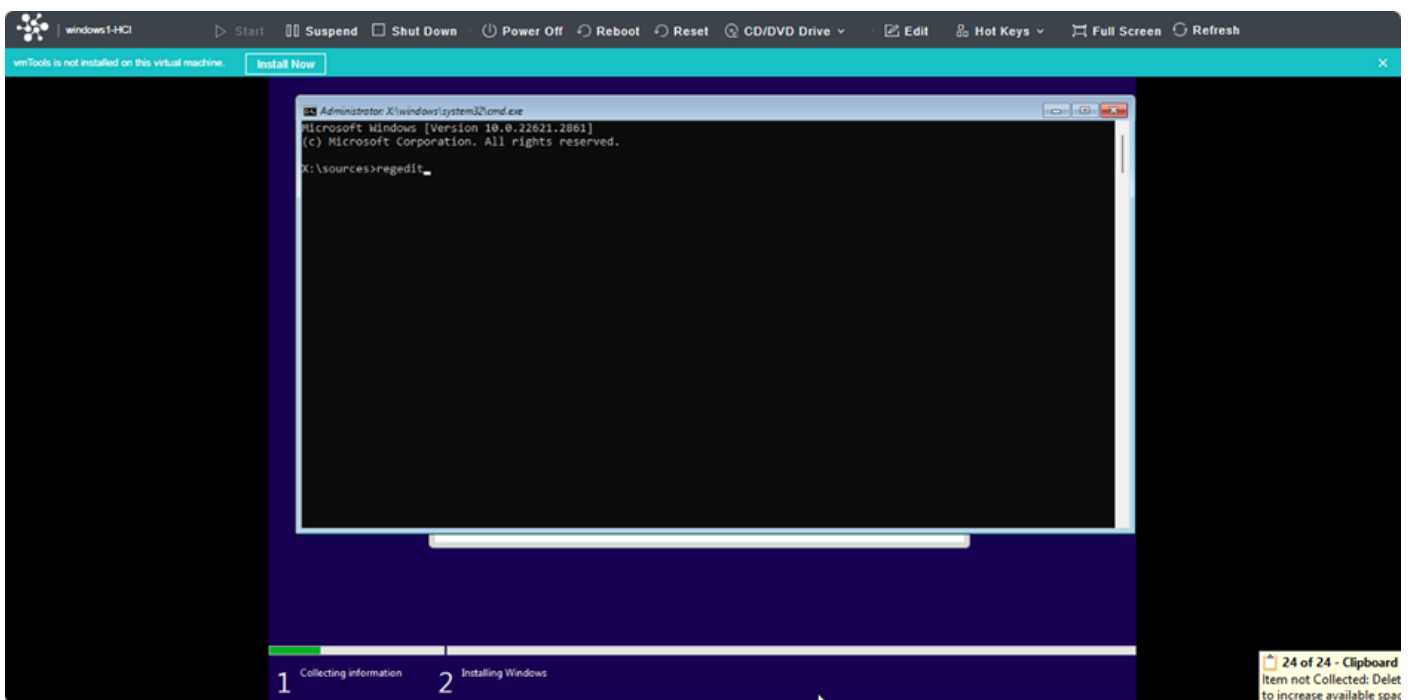 windows1-HCI Start Suspend Shut Down Power Off Reboot Reset CD/DVD Drive Edit Hot Keys Full Screen Refresh
vmTools is not installed on this virtual machine. Install Now
Administrator: X:\windows\system32\cmd.exe
Microsoft Windows [Version 10.0.22621.2861]
(c) Microsoft Corporation. All rights reserved.
X:\sources>regedit
1 Collecting information 2 Installing Windows
24 of 24 - Clipboard
Item not Collected: Delet
to increase available spac